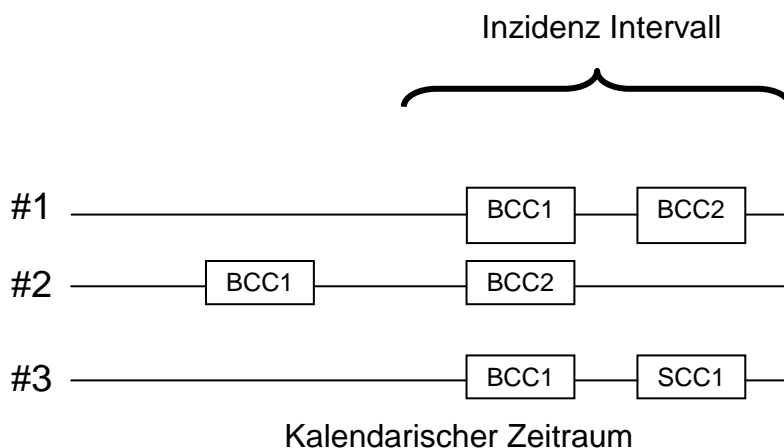 Inzidenz Intervall
#1 BCC1 BCC2
#2 BCC1 BCC2
#3 BCC1 SCC1
Kalendarischer Zeitraum